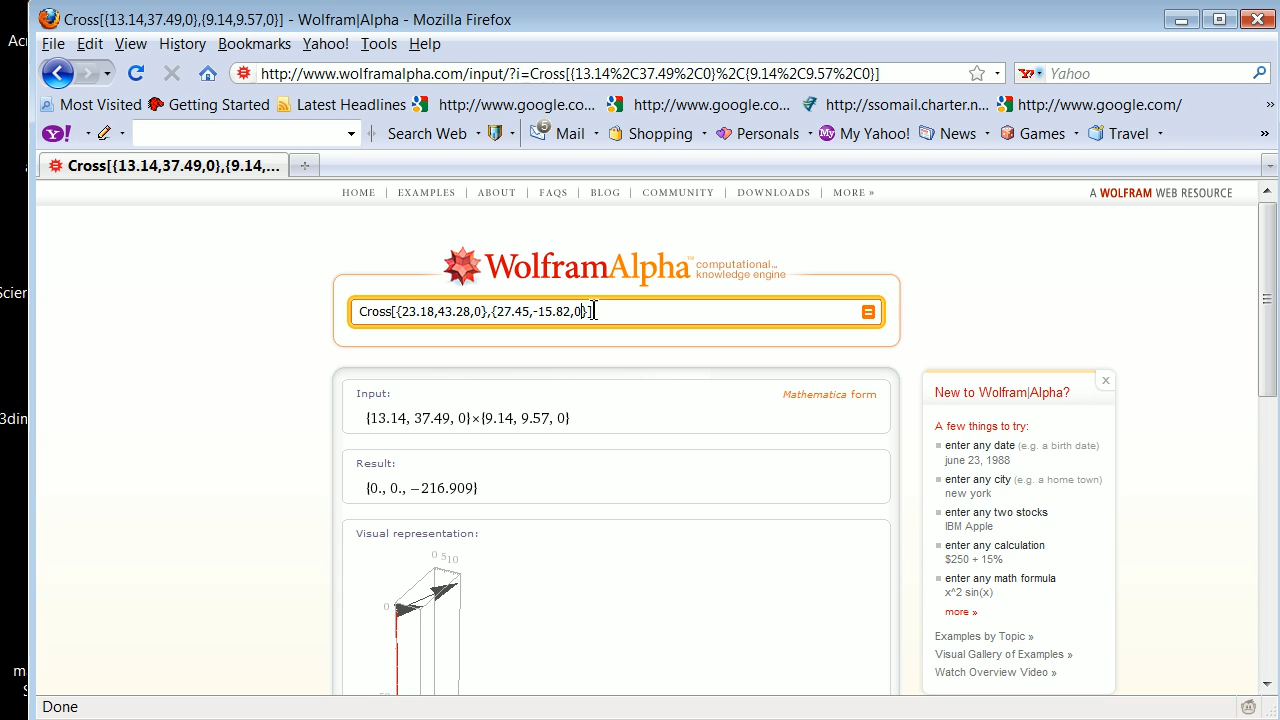 Cross[{13.14,37.49,0},{9.14,9.57,0}] - Wolfram|Alpha - Mozilla Firefox
File Edit View History Bookmarks Yahoo! Tools Help
http://www.wolframalpha.com/input/?i=Cross[{13.14%2C37.49%2C0}%2C{9.14%2C9.57%2C0}]
Yahoo
Most Visited Getting Started Latest Headlines http://www.google.co... http://www.google.co... http://ssomail.charter.n... http://www.google.com/ »
Y! Search Web 5 Mail Shopping Personals My Yahoo! News Games Travel »
Cross[{13.14,37.49,0},{9.14,...
HOME | EXAMPLES | ABOUT | FAQS | BLOG | COMMUNITY | DOWNLOADS | MORE »
A WOLFRAM WEB RESOURCE
WolframAlpha™ computational... knowledge engine
Cross[{23.18,43.28,0},{27.45,-15.82,0}]
=
Input:
Mathematica form
{13.14, 37.49, 0}×{9.14, 9.57, 0}
Result:
{0., 0., −216.909}
Visual representation:
0 5 10
0
New to Wolfram|Alpha?
x
A few things to try:
enter any date (e.g. a birth date)
june 23, 1988
enter any city (e.g. a home town)
new york
enter any two stocks
IBM Apple
enter any calculation
$250 + 15%
enter any math formula
x^2 sin(x)
more »
Examples by Topic »
Visual Gallery of Examples »
Watch Overview Video »
Done